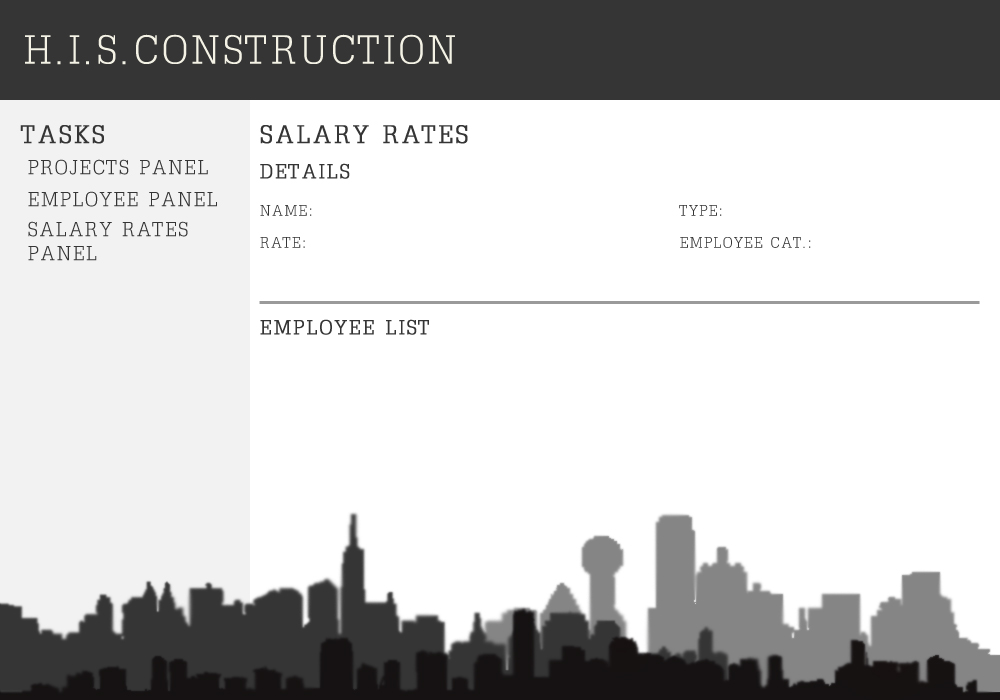 H.I.S.CONSTRUCTION
TASKS
PROJECTS PANEL
EMPLOYEE PANEL
SALARY RATES
PANEL
SALARY RATES
DETAILS
NAME:
TYPE:
RATE:
EMPLOYEE CAT.:
EMPLOYEE LIST